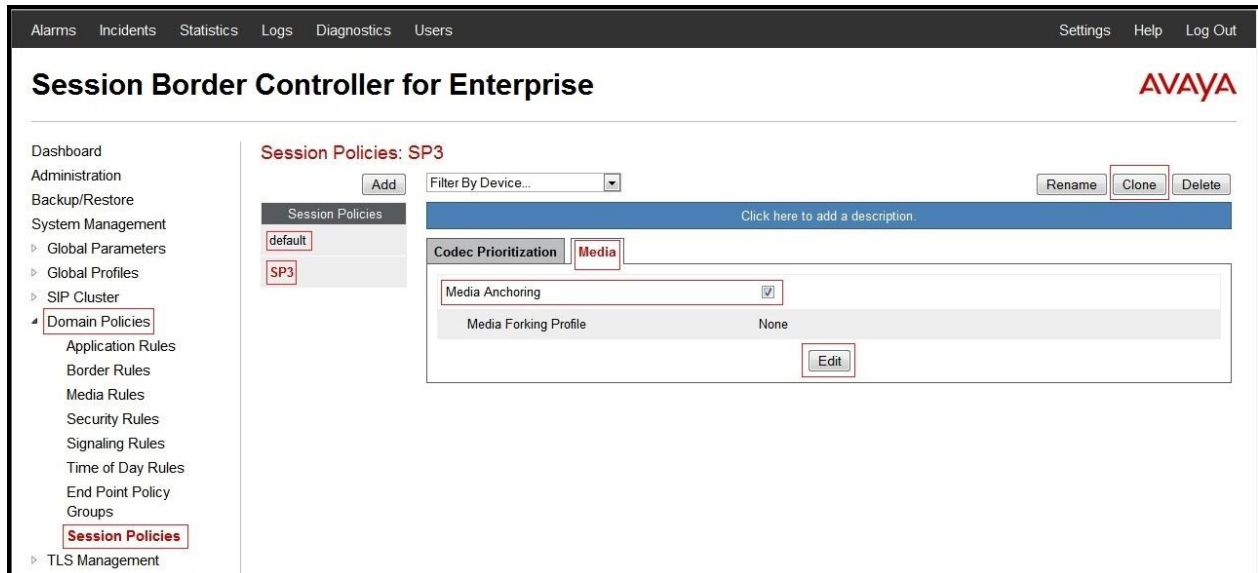 Alarms Incidents Statistics Logs Diagnostics Users Settings Help Log Out
Session Border Controller for Enterprise
AVAYA
Dashboard
Administration
Backup/Restore
System Management
Global Parameters
Global Profiles
SIP Cluster
Domain Policies
Application Rules
Border Rules
Media Rules
Security Rules
Signaling Rules
Time of Day Rules
End Point Policy
Groups
Session Policies
TLS Management
Session Policies: SP3
Add
Filter By Device...
Rename Clone Delete
Session Policies
default
SP3
Click here to add a description.
Codec Prioritization Media
Media Anchoring
Media Forking Profile None
Edit